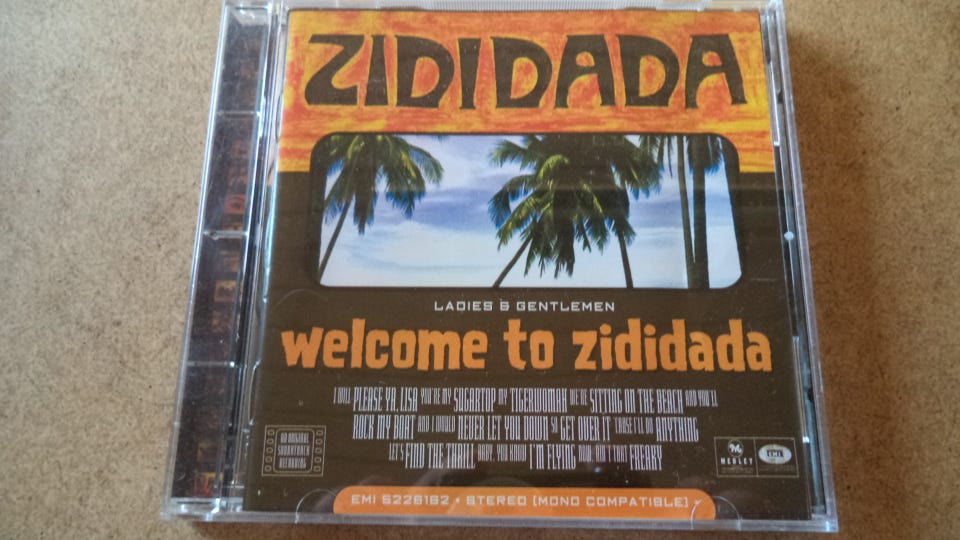 ZIDIDADA
LADIES & GENTLEMEN
welcome to zididada
I WILL PLEASE YA, LISA YOU'RE MY SUGARTOP MY TIGERWOMAN WE'RE SITTING ON THE BEACH AND YOU'LL
ROCK MY BOAT AND I WOULD NEVER LET YOU DOWN SO GET OVER IT 'CAUSE I'LL DO ANYTHING
LET'S FIND THE THRILL BABY, YOU KNOW I'M FLYING NOW, AIN'T THAT FREAKY
AN ORIGINAL
RECORDING
MEDLEY
EMI
EMI 5226162 • STEREO (MONO COMPATIBLE)